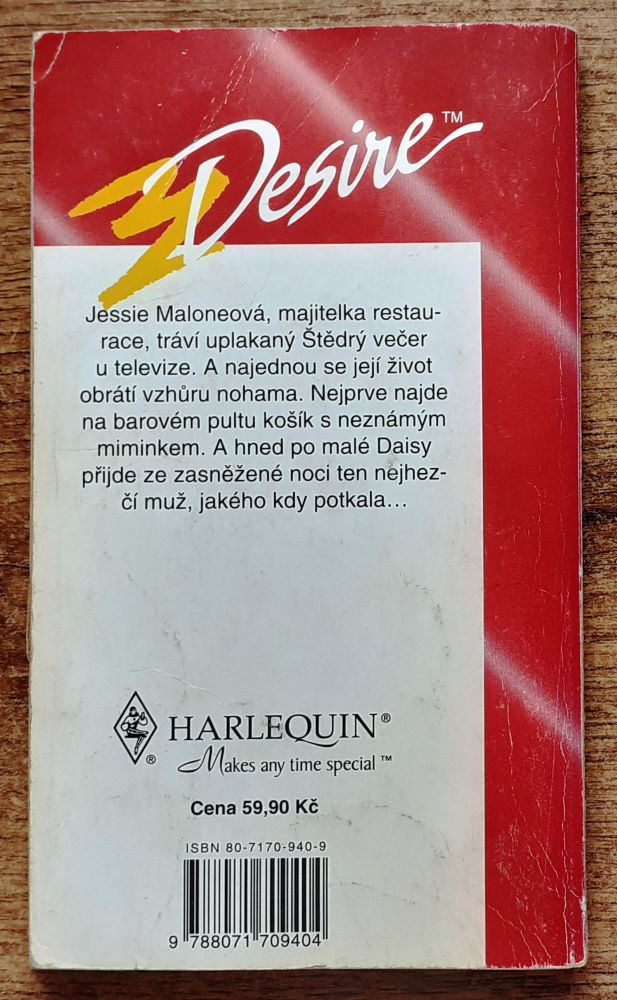 Desire™
Jessie Maloneová, majitelka restau-
race, tráví uplakaný Štědrý večer
u televize. A najednou se její život
obrátí vzhůru nohama. Nejprve najde
na barovém pultu košík s neznámým
miminkem. A hned po malé Daisy
přijde ze zasněžené noci ten nejhez-
čí muž, jakého kdy potkala...
HARLEQUIN®
®
Makes any time special™
Cena 59,90 Kč
ISBN 80-7170-940-9
9 788071 709404